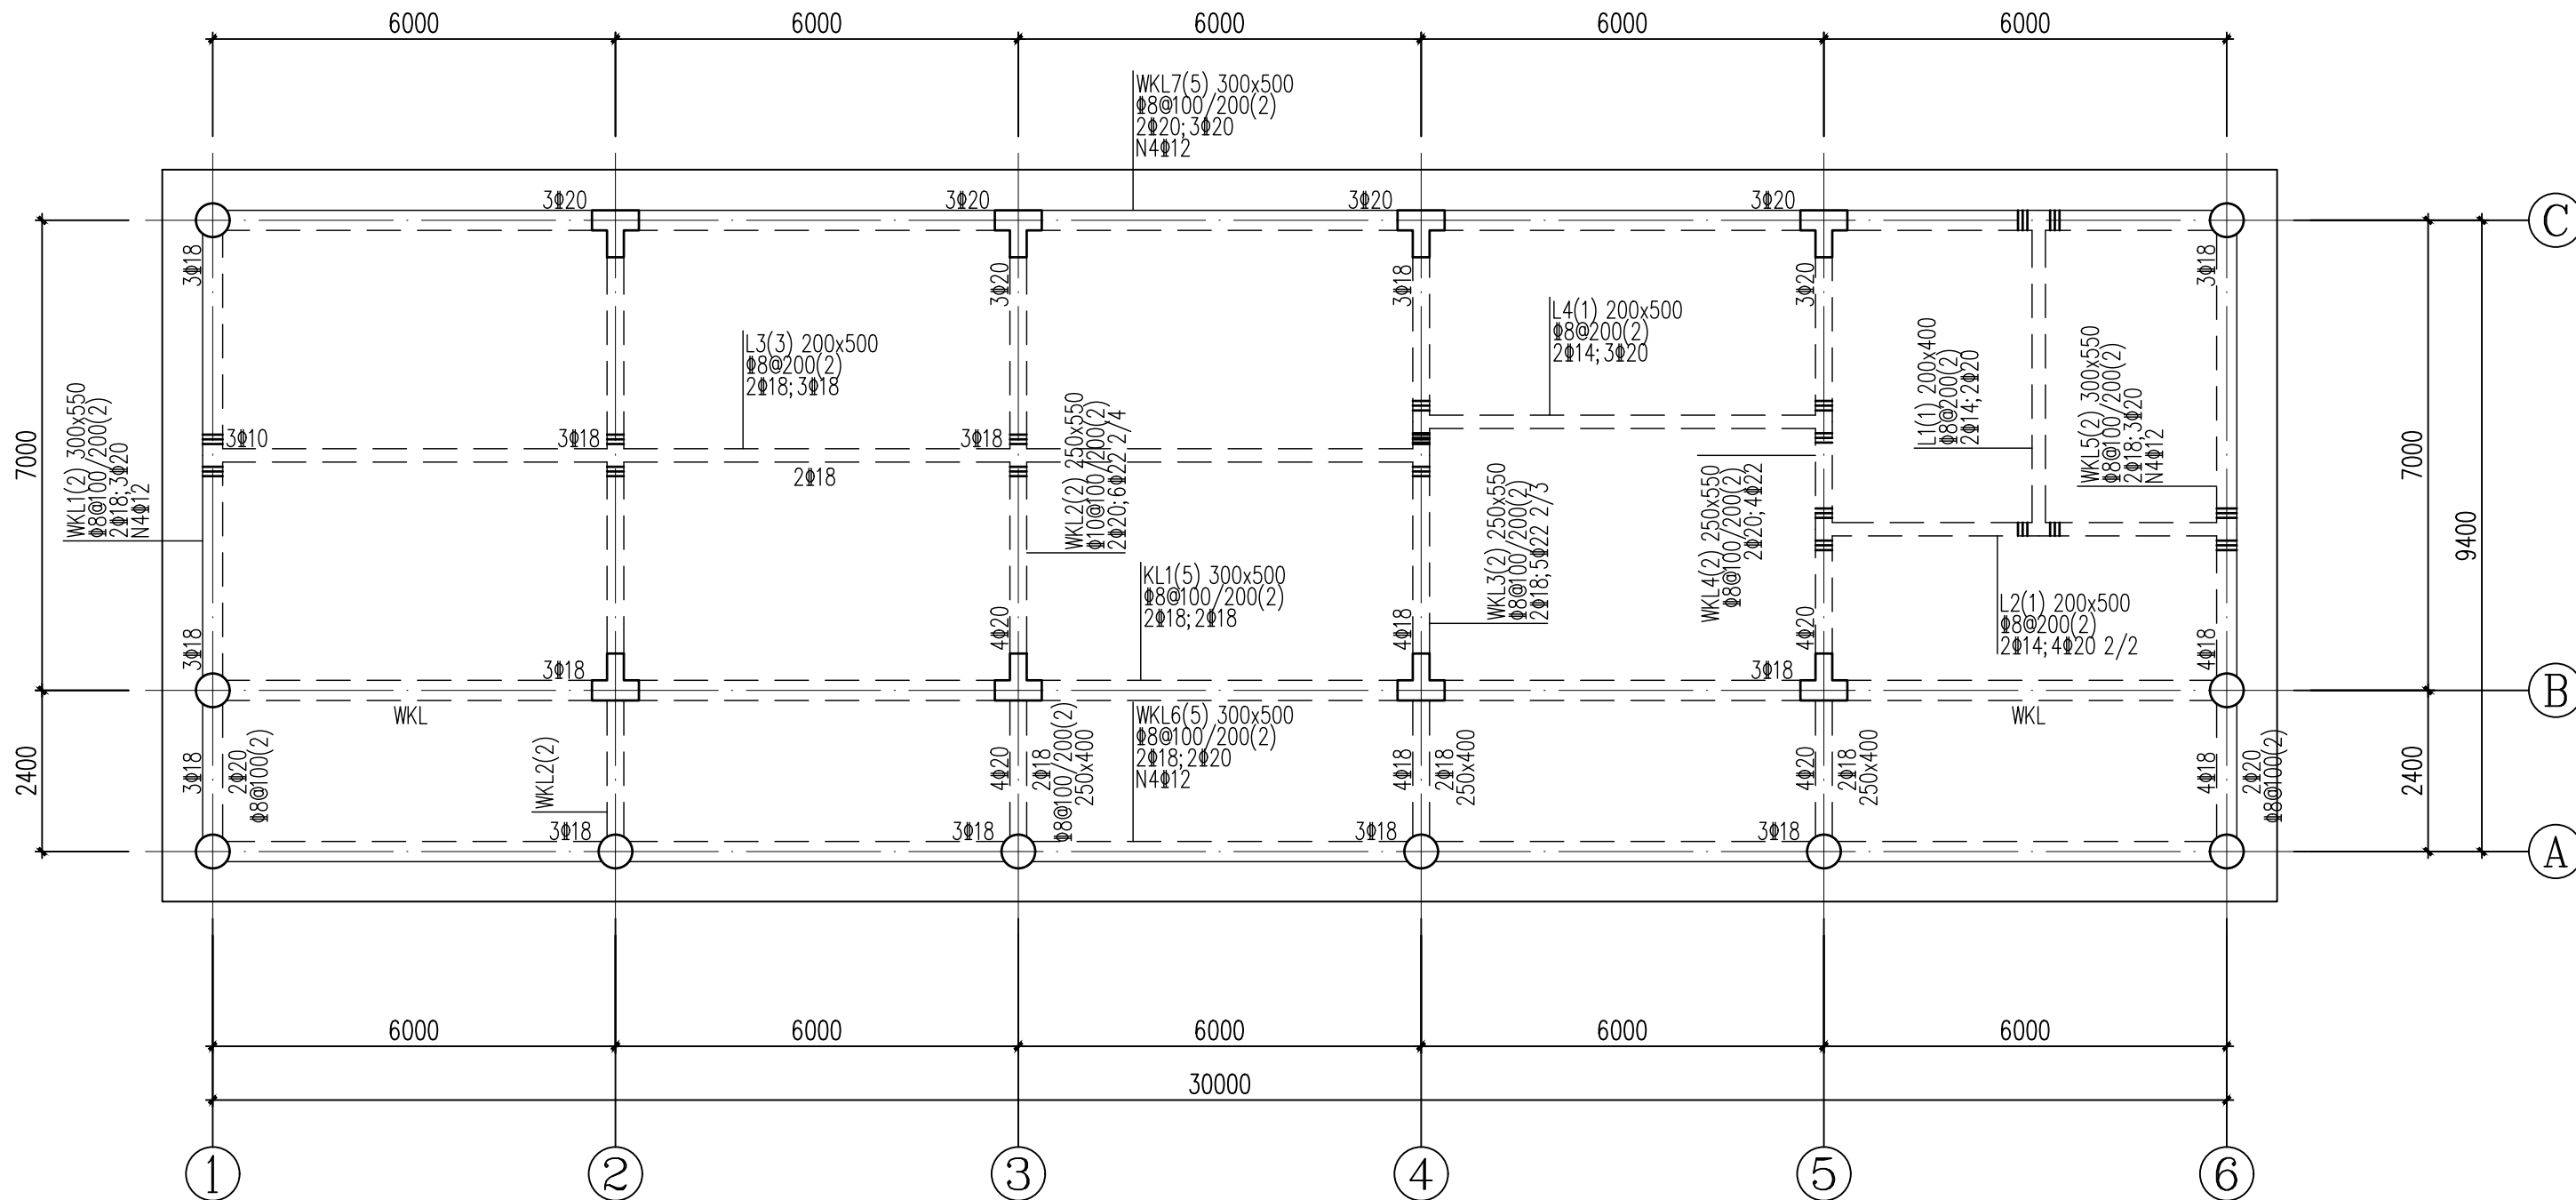 6000
6000
6000
6000
6000
WKL7(5) 300x500
Φ8@100/200(2)
2Φ20;3Φ20
N4Φ12
3Φ20
3Φ20
3Φ20
3Φ20
C
3Φ18
3Φ20
3Φ18
3Φ20
3Φ18
L3(3) 200x500
Φ8@200(2)
2Φ18;3Φ18
L4(1) 200x500
Φ8@200(2)
2Φ14;3Φ20
L1(1) 200x400
Φ8@200(2)
2Φ14;2Φ20
WKL5(2) 300x550
Φ8@100/200(2)
2Φ18;3Φ20
N4Φ12
WKL1(2) 300x550
Φ8@100/200(2)
2Φ18;3Φ20
N4Φ12
7000
3Φ10
3Φ18
3Φ18
2Φ18
WKL2(2) 250x550
Φ10@100/200(2)
2Φ20;6Φ22 2/4
WKL3(2) 250x550
Φ8@100/200(2)
2Φ18;5Φ22 2/3
WKL4(2) 250x550
Φ8@100/200(2)
2Φ20;4Φ22
7000
9400
KL1(5) 300x500
Φ8@100/200(2)
2Φ18;2Φ18
L2(1) 200x500
Φ8@200(2)
2Φ14;4Φ20 2/2
3Φ18
4Φ20
4Φ18
4Φ20
4Φ18
3Φ18
3Φ18
B
WKL
WKL
WKL6(5) 300x500
Φ8@100/200(2)
2Φ18;2Φ20
N4Φ12
2400
3Φ18
2Φ20
Φ8@100(2)
WKL2(2)
4Φ20
2Φ18
Φ8@100/200(2)
250x400
4Φ18
2Φ18
250x400
4Φ20
2Φ18
250x400
4Φ18
2Φ20
Φ8@100(2)
2400
3Φ18
3Φ18
3Φ18
3Φ18
A
6000
6000
6000
6000
6000
30000
1
2
3
4
5
6